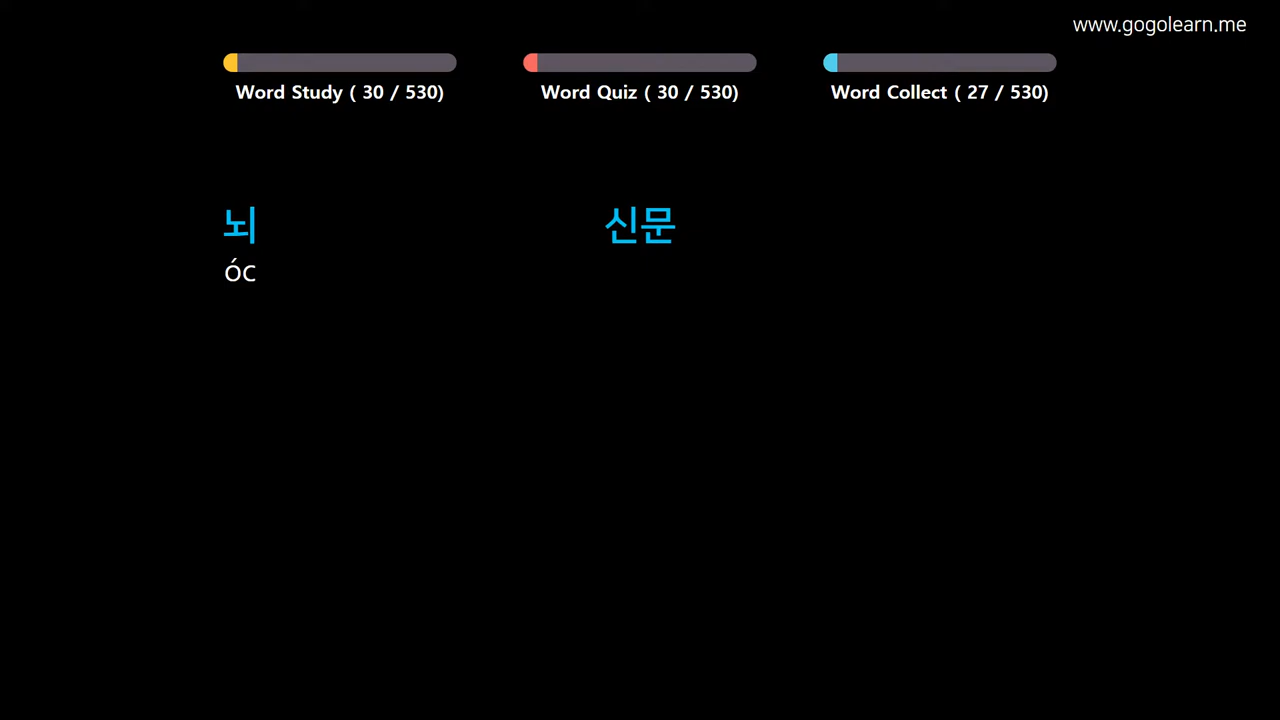 www.gogolearn.me
Word Study ( 30 / 530)
Word Quiz ( 30 / 530)
Word Collect ( 27 / 530)
뇌
óc
신문